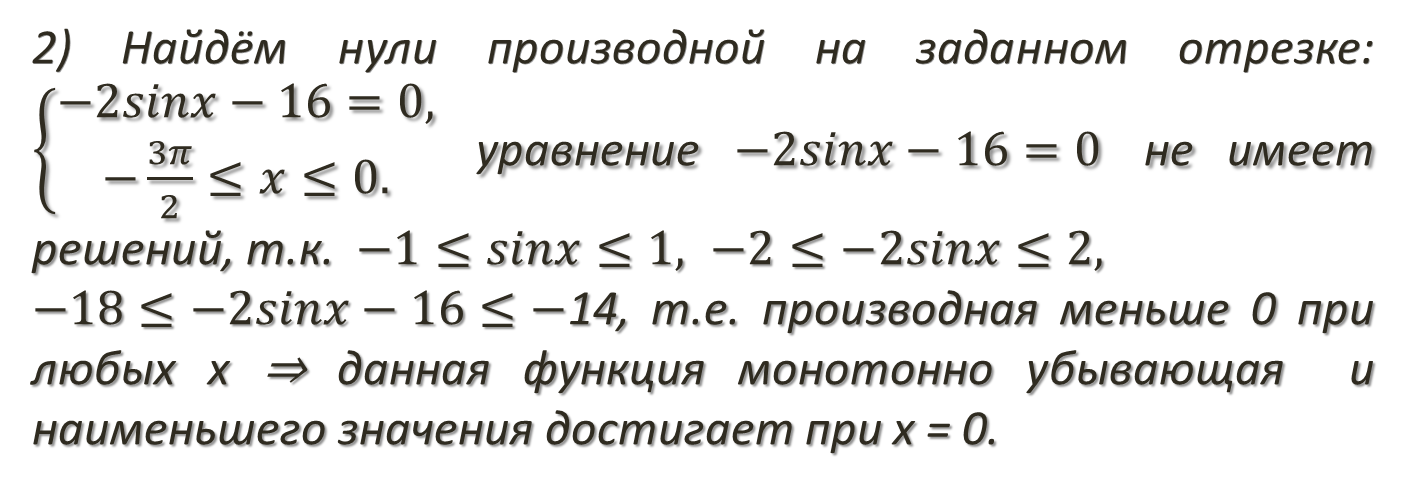 2) Найдём нули производной на заданном отрезке:
{−2sinx − 16 = 0,
−3π/2 ≤ x ≤ 0. уравнение −2sinx − 16 = 0 не имеет
решений, т.к. −1 ≤ sinx ≤ 1, −2 ≤ −2sinx ≤ 2,
−18 ≤ −2sinx − 16 ≤ −14, т.е. производная меньше 0 при
любых x ⇒ данная функция монотонно убывающая и
наименьшего значения достигает при x = 0.